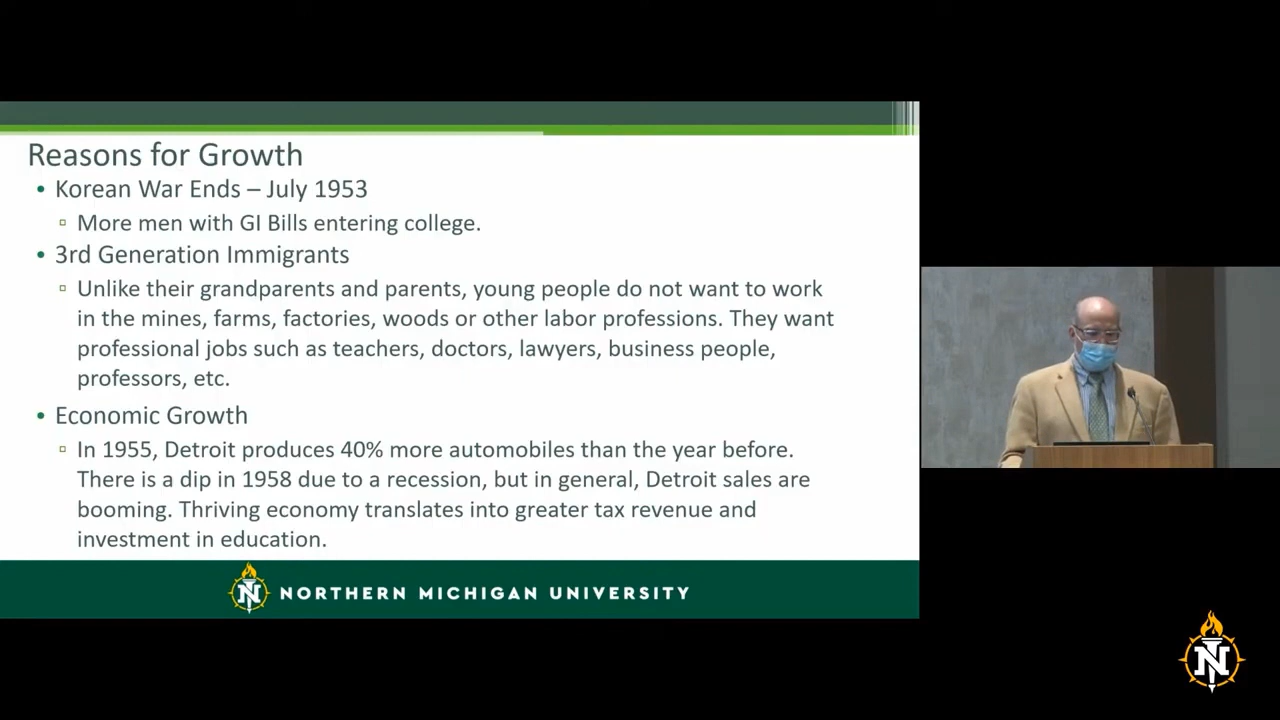 Reasons for Growth
• Korean War Ends – July 1953
▫ More men with GI Bills entering college.
• 3rd Generation Immigrants
▫ Unlike their grandparents and parents, young people do not want to work
in the mines, farms, factories, woods or other labor professions. They want
professional jobs such as teachers, doctors, lawyers, business people,
professors, etc.
• Economic Growth
▫ In 1955, Detroit produces 40% more automobiles than the year before.
There is a dip in 1958 due to a recession, but in general, Detroit sales are
booming. Thriving economy translates into greater tax revenue and
investment in education.
N NORTHERN MICHIGAN UNIVERSITY
N